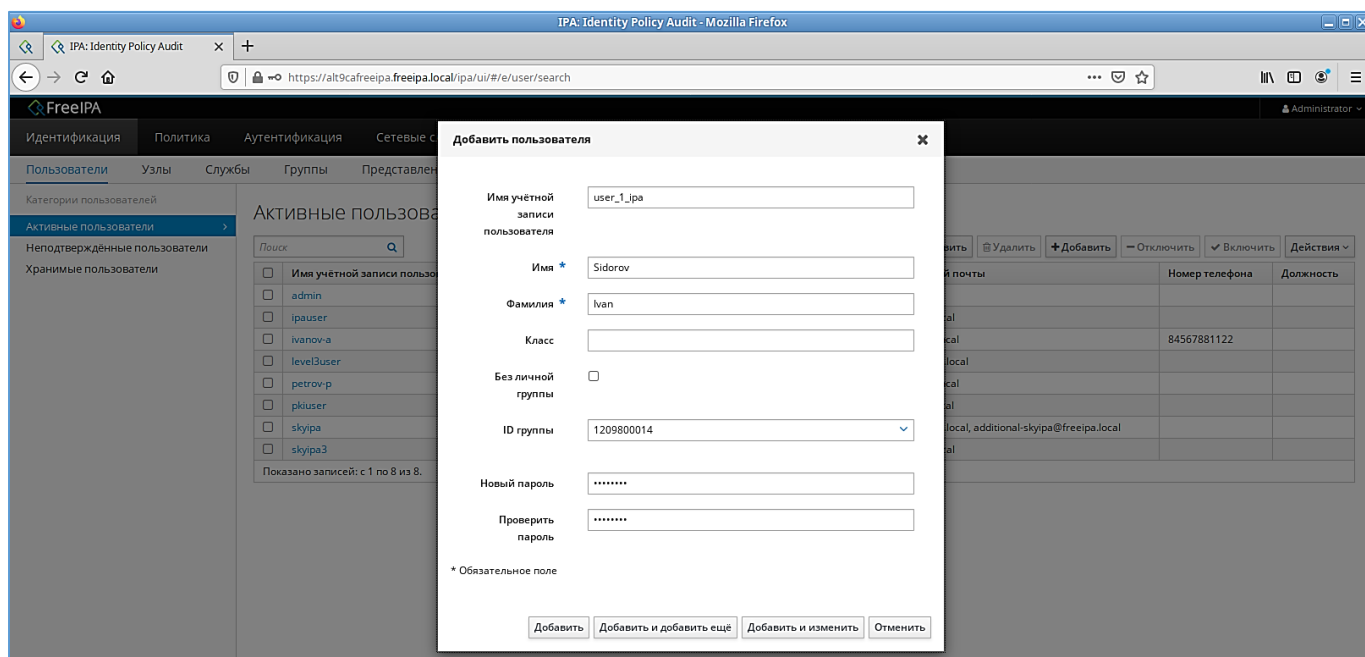 IPA: Identity Policy Audit - Mozilla Firefox
IPA: Identity Policy Audit
https://alt9cafreeipa.freeipa.local/ipa/ui/#/e/user/search
FreeIPA
Administrator
Идентификация Политика Аутентификация Сетевые с
Пользователи Узлы Службы Группы Представлен
Категории пользователей
Активные пользователи
Неподтверждённые пользователи
Хранимые пользователи
Активные пользова
Поиск
вить Удалить +Добавить −Отключить Включить Действия
Имя учётной записи пользо й почты Номер телефона Должность
admin
ipauser cal
ivanov-a cal 84567881122
level3user .local
petrov-p cal
pkiuser al
skyipa .local, additional-skyipa@freeipa.local
skyipa3 al
Показано записей: с 1 по 8 из 8.
Добавить пользователя
Имя учётной
записи
пользователя
user_1_ipa
Имя * Sidorov
Фамилия * Ivan
Класс
Без личной
группы
ID группы 1209800014
Новый пароль ••••••••
Проверить
пароль
••••••••
* Обязательное поле
Добавить Добавить и добавить ещё Добавить и изменить Отменить